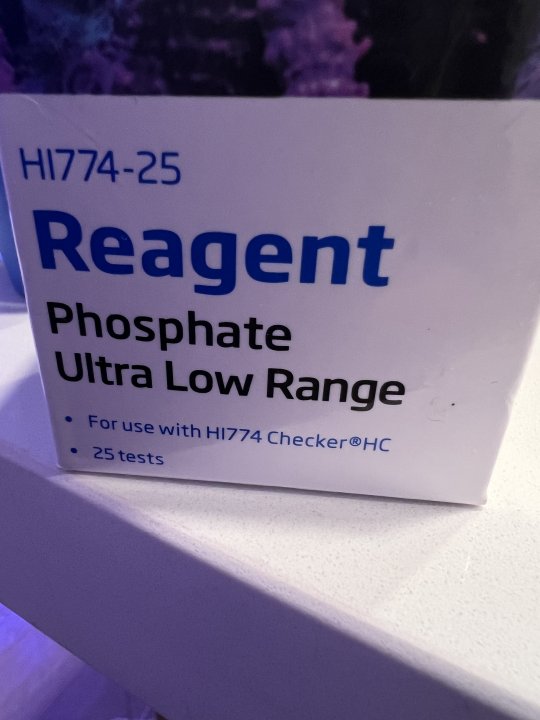 HI774-25
Reagent
Phosphate
Ultra Low Range
• For use with HI774 Checker®HC
• 25 tests